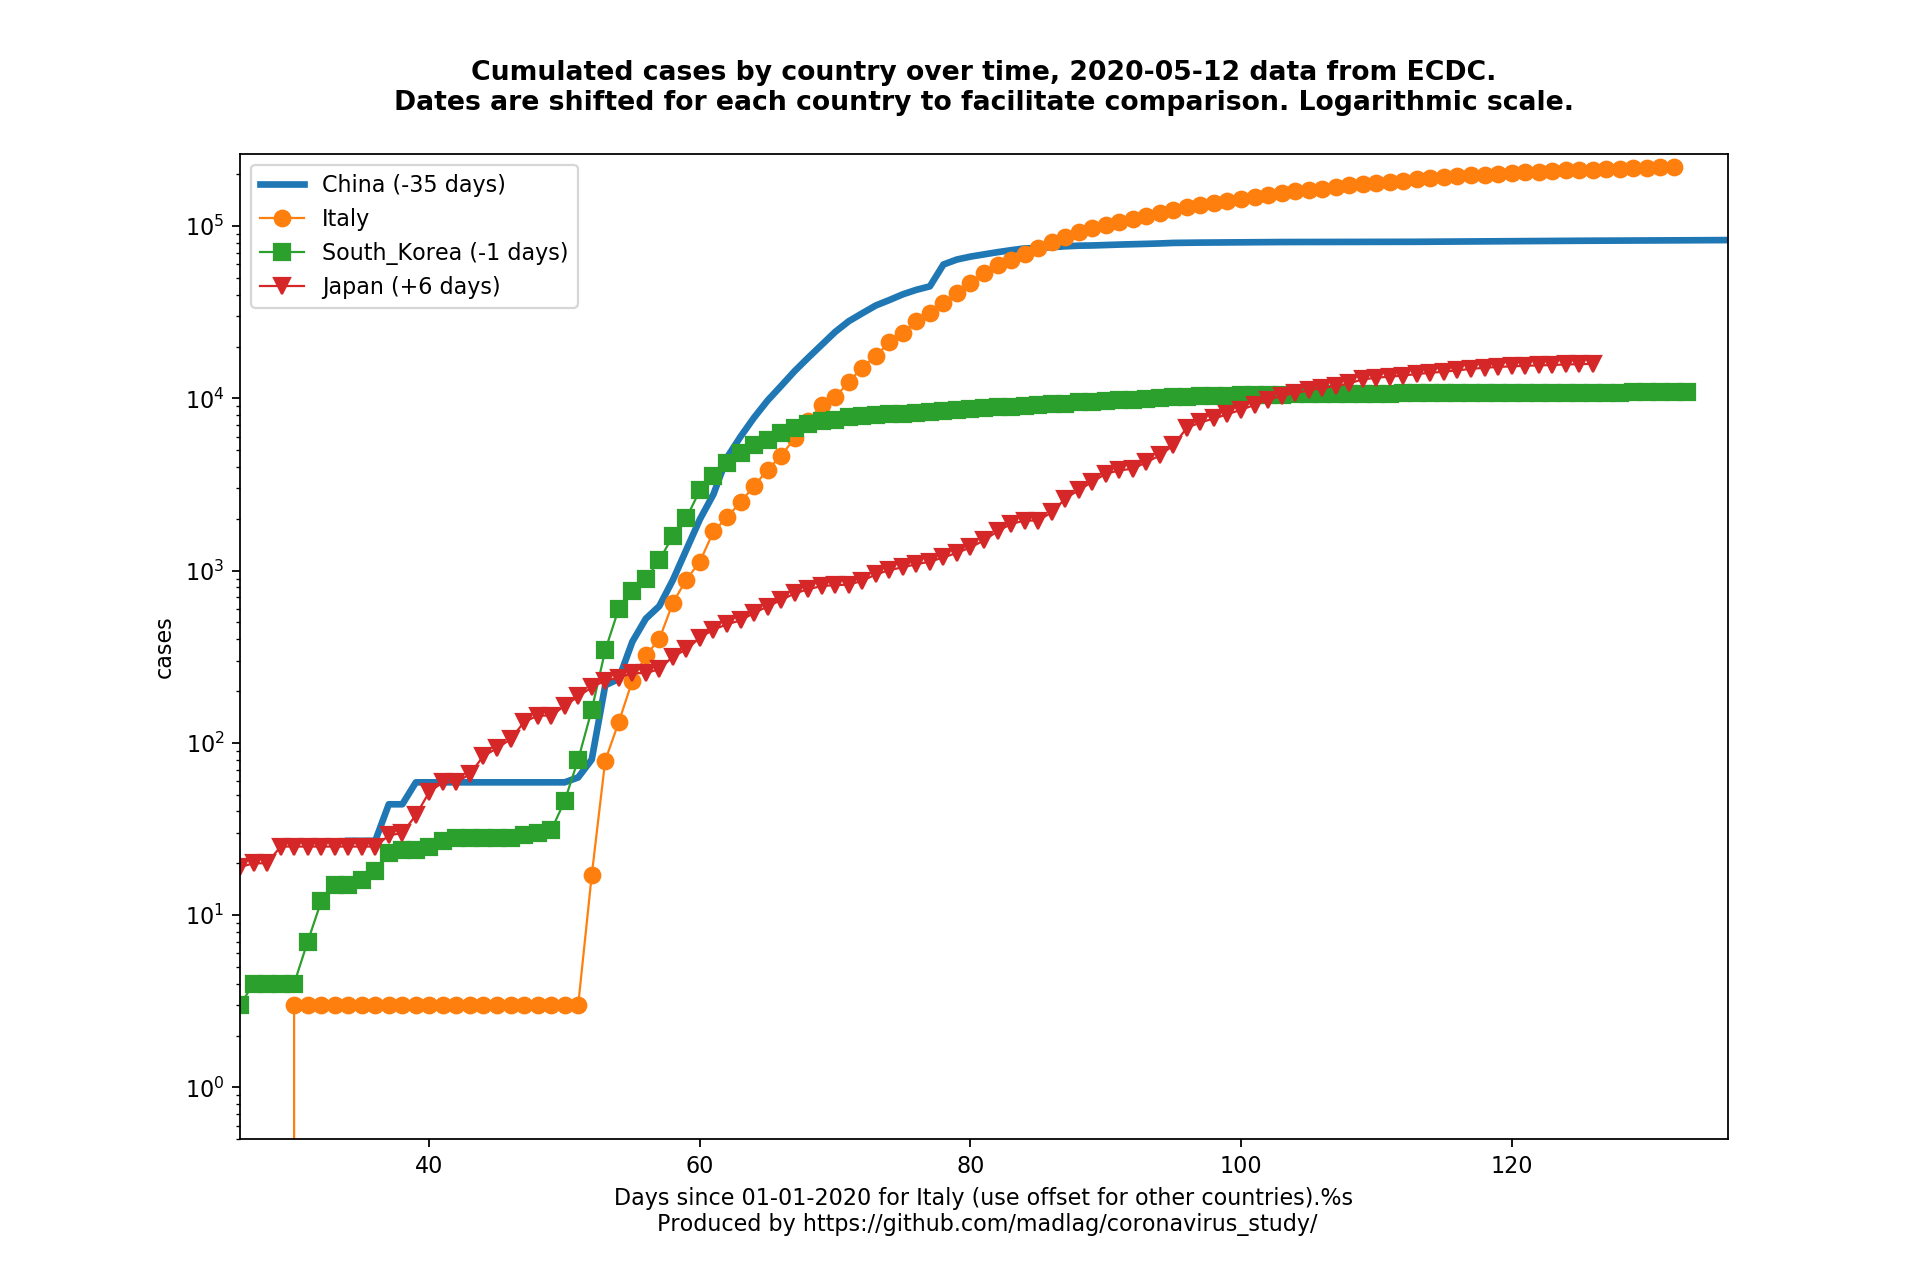 Cumulated cases by country over time, 2020-05-12 data from ECDC.
Dates are shifted for each country to facilitate comparison. Logarithmic scale.
China (-35 days)
Italy
South_Korea (-1 days)
Japan (+6 days)
10^5
10^4
10^3
10^2
10^1
10^0
cases
40 60 80 100 120
Days since 01-01-2020 for Italy (use offset for other countries).%s
Produced by https://github.com/madlag/coronavirus_study/